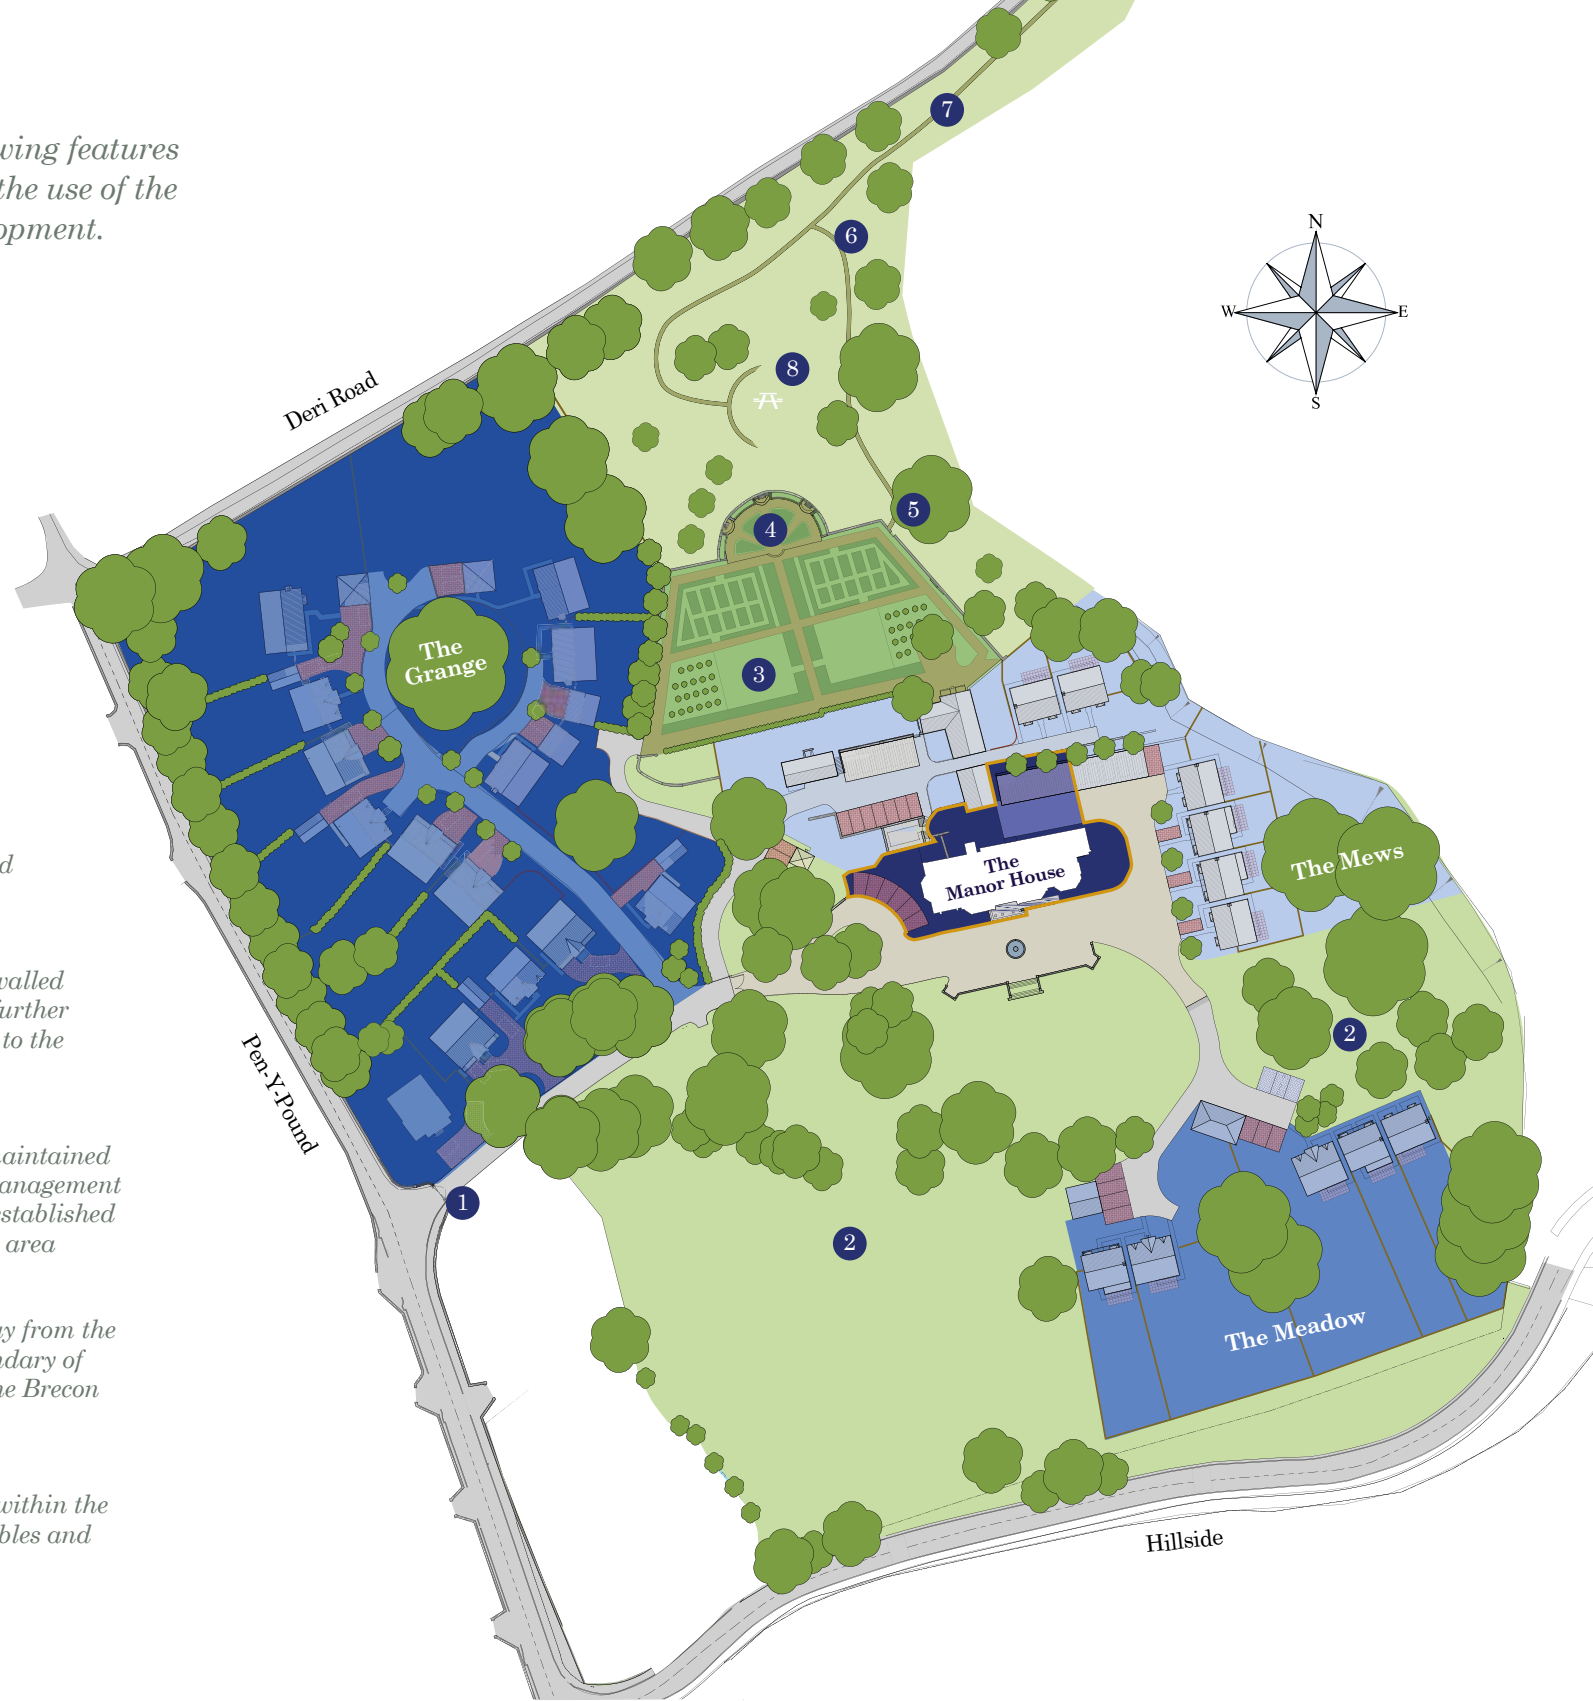 wing features
the use of the
opment.
7
N
6
W
E
S
8
Deri Road
5
4
The
Grange
3
d
The
Manor House
The Mews
valled
further
to the
2
Pen-Y-Pound
aintained
anagement
established
area
1
2
y from the
ndary of
ne Brecon
The Meadow
within the
bles and
Hillside